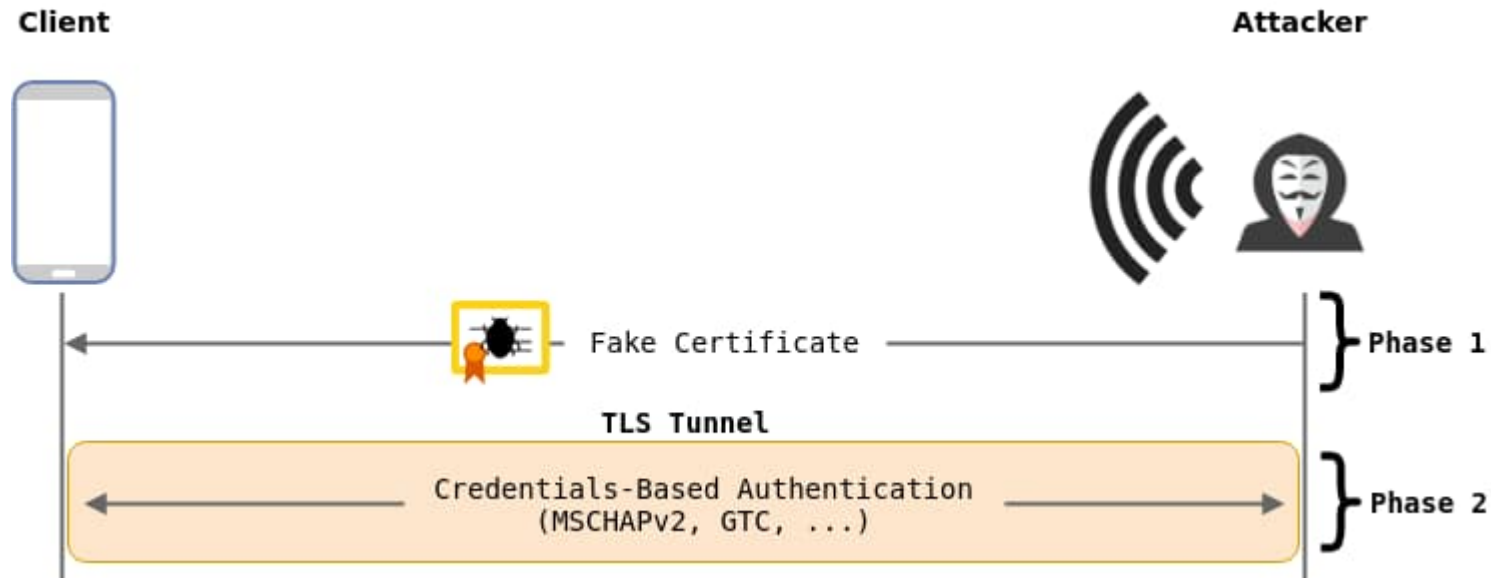 Client
Attacker
Fake Certificate
Phase 1
TLS Tunnel
Credentials-Based Authentication
(MSCHAPv2, GTC, ...)
Phase 2